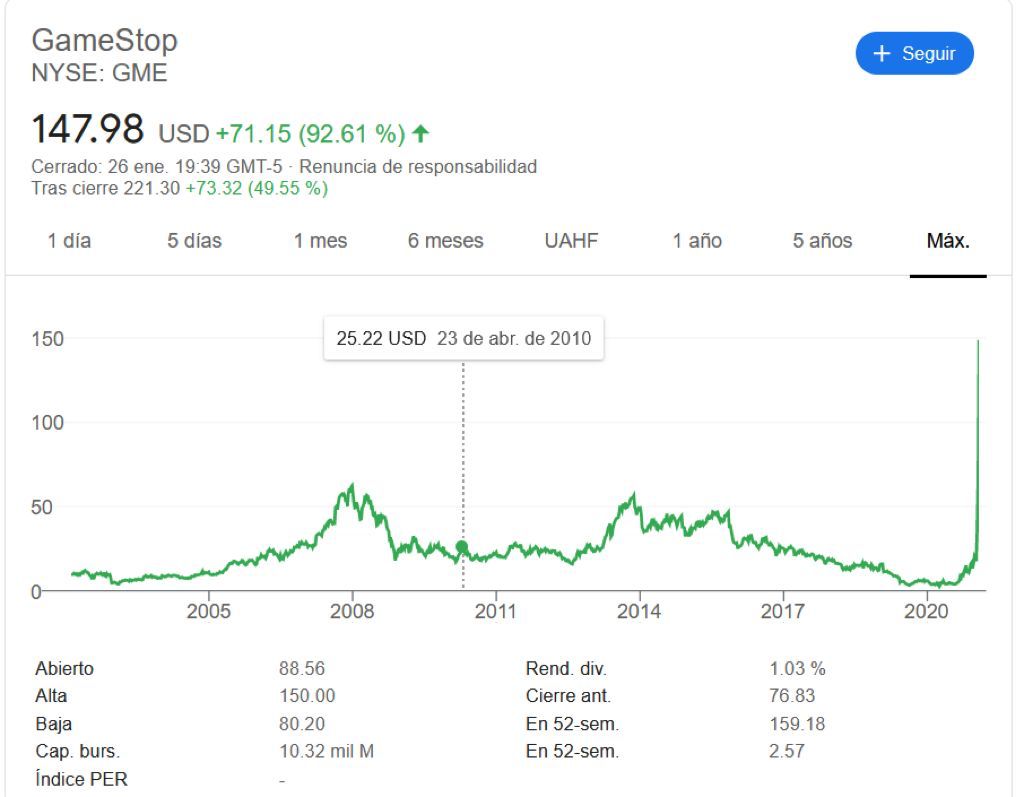 GameStop
NYSE: GME
+ Seguir
147.98 USD +71.15 (92.61 %)
Cerrado: 26 ene. 19:39 GMT-5 · Renuncia de responsabilidad
Tras cierre 221.30 +73.32 (49.55 %)
1 día 5 días 1 mes 6 meses UAHF 1 año 5 años Máx.
25.22 USD 23 de abr. de 2010
150
100
50
0
2005 2008 2011 2014 2017 2020
Abierto 88.56 Rend. div. 1.03 %
Alta 150.00 Cierre ant. 76.83
Baja 80.20 En 52-sem. 159.18
Cap. burs. 10.32 mil M En 52-sem. 2.57
Índice PER -